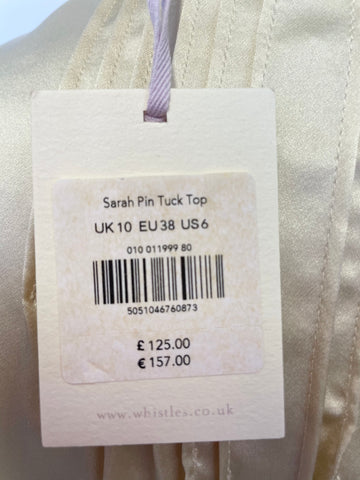 Sarah Pin Tuck Top
UK10 EU38 US6
010 011999 80
5051046760873
£ 125.00
€ 157.00
www.whistles.co.uk